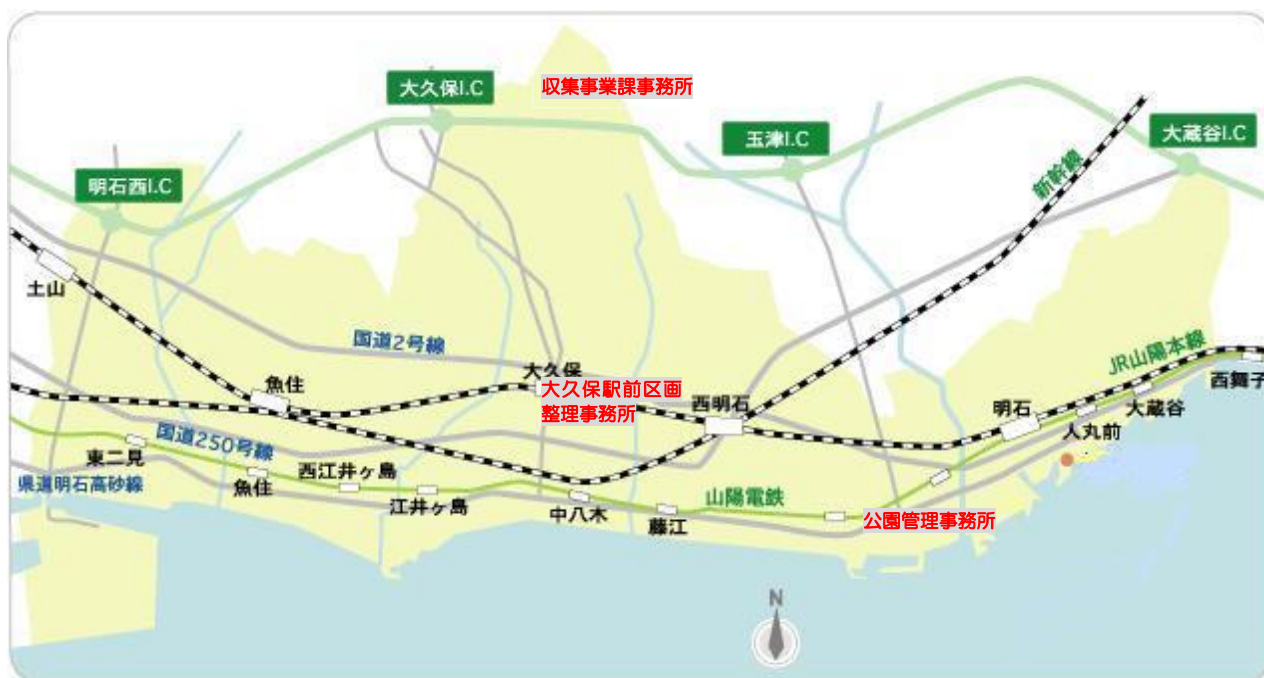 大久保I.C
収集事業課事務所
玉津I.C
大蔵谷I.C
明石西I.C
新幹線
土山
国道2号線
大久保
魚住
大久保駅前区画
整理事務所
西明石
JR山陽本線
西舞子
明石
大蔵谷
人丸前
国道250号線
東二見
魚住
西江井ヶ島
県道明石高砂線
江井ヶ島
中八木
藤江
山陽電鉄
公園管理事務所
N